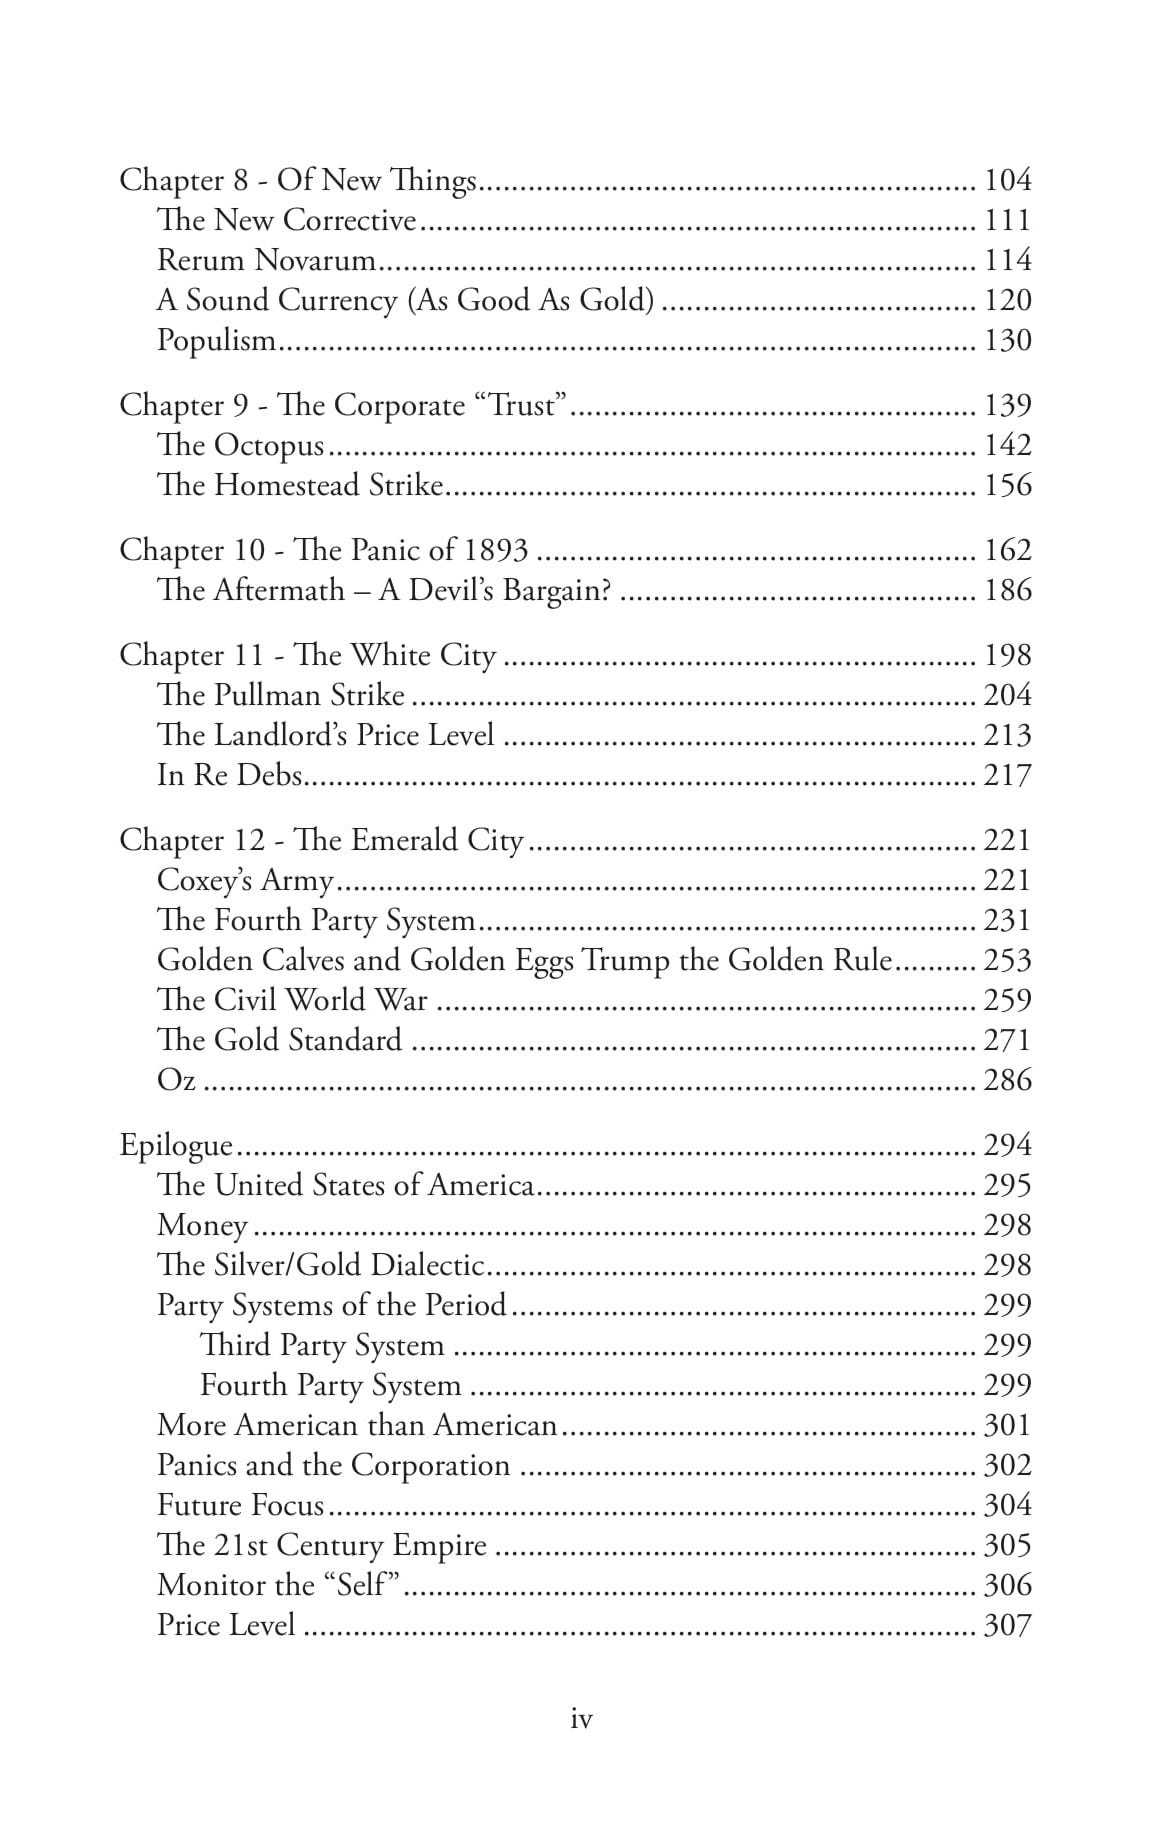 Chapter 8 - Of New Things............................................................ 104
The New Corrective................................................................... 111
Rerum Novarum........................................................................ 114
A Sound Currency (As Good As Gold) ...................................... 120
Populism.................................................................................... 130
Chapter 9 - The Corporate “Trust”................................................. 139
The Octopus.............................................................................. 142
The Homestead Strike................................................................ 156
Chapter 10 - The Panic of 1893 ..................................................... 162
The Aftermath – A Devil’s Bargain? ........................................... 186
Chapter 11 - The White City ......................................................... 198
The Pullman Strike .................................................................... 204
The Landlord’s Price Level ......................................................... 213
In Re Debs................................................................................. 217
Chapter 12 - The Emerald City...................................................... 221
Coxey’s Army............................................................................. 221
The Fourth Party System............................................................ 231
Golden Calves and Golden Eggs Trump the Golden Rule.......... 253
The Civil World War ................................................................. 259
The Gold Standard .................................................................... 271
Oz ............................................................................................. 286
Epilogue......................................................................................... 294
The United States of America..................................................... 295
Money ....................................................................................... 298
The Silver/Gold Dialectic........................................................... 298
Party Systems of the Period........................................................ 299
Third Party System ............................................................... 299
Fourth Party System ............................................................. 299
More American than American.................................................. 301
Panics and the Corporation ....................................................... 302
Future Focus.............................................................................. 304
The 21st Century Empire .......................................................... 305
Monitor the “Self”..................................................................... 306
Price Level ................................................................................. 307
iv